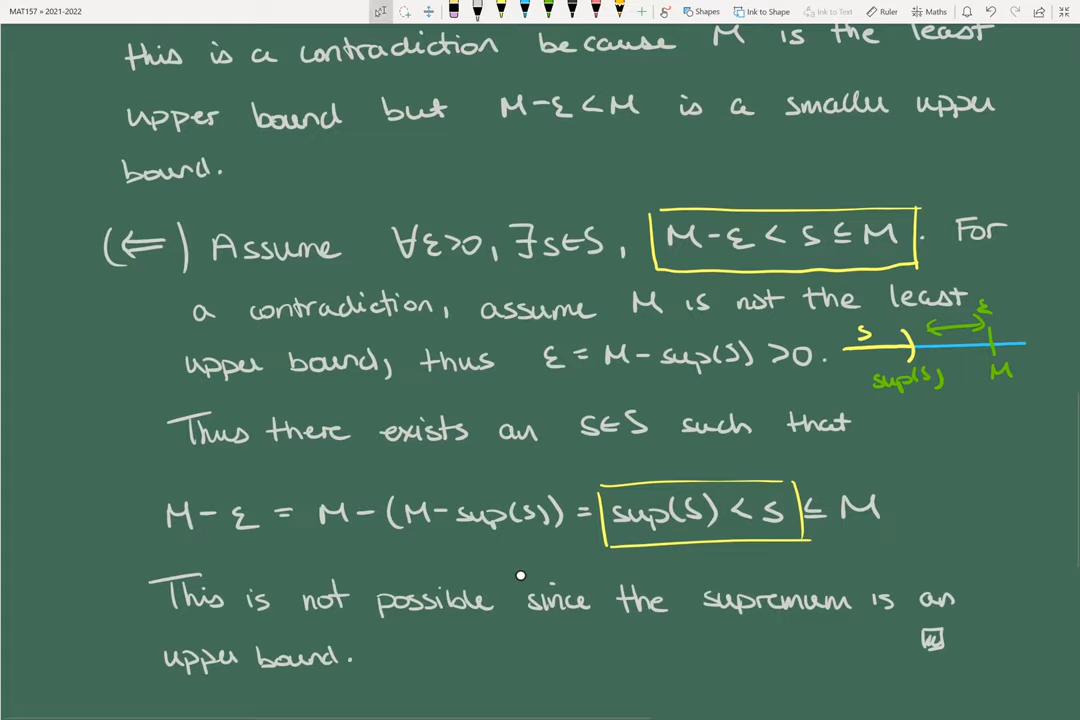 MAT157 » 2021-2022
Shapes
Ink to Shape
Ink to Text
Ruler
Maths
this is a contradiction because M is the least
upper bound but M-ε<M is a smaller upper
bound.
(⇐) Assume ∀ε>0, ∃s∈S, M-ε < s ≤ M. For
a contradiction, assume M is not the least
upper bound, thus ε = M-sup(S) >0.
S
ε
sup(S)
M
Thus there exists an s∈S such that
M-ε = M-(M-sup(S)) = sup(S) < s ≤ M
This is not possible since the supremum is an
upper bound.